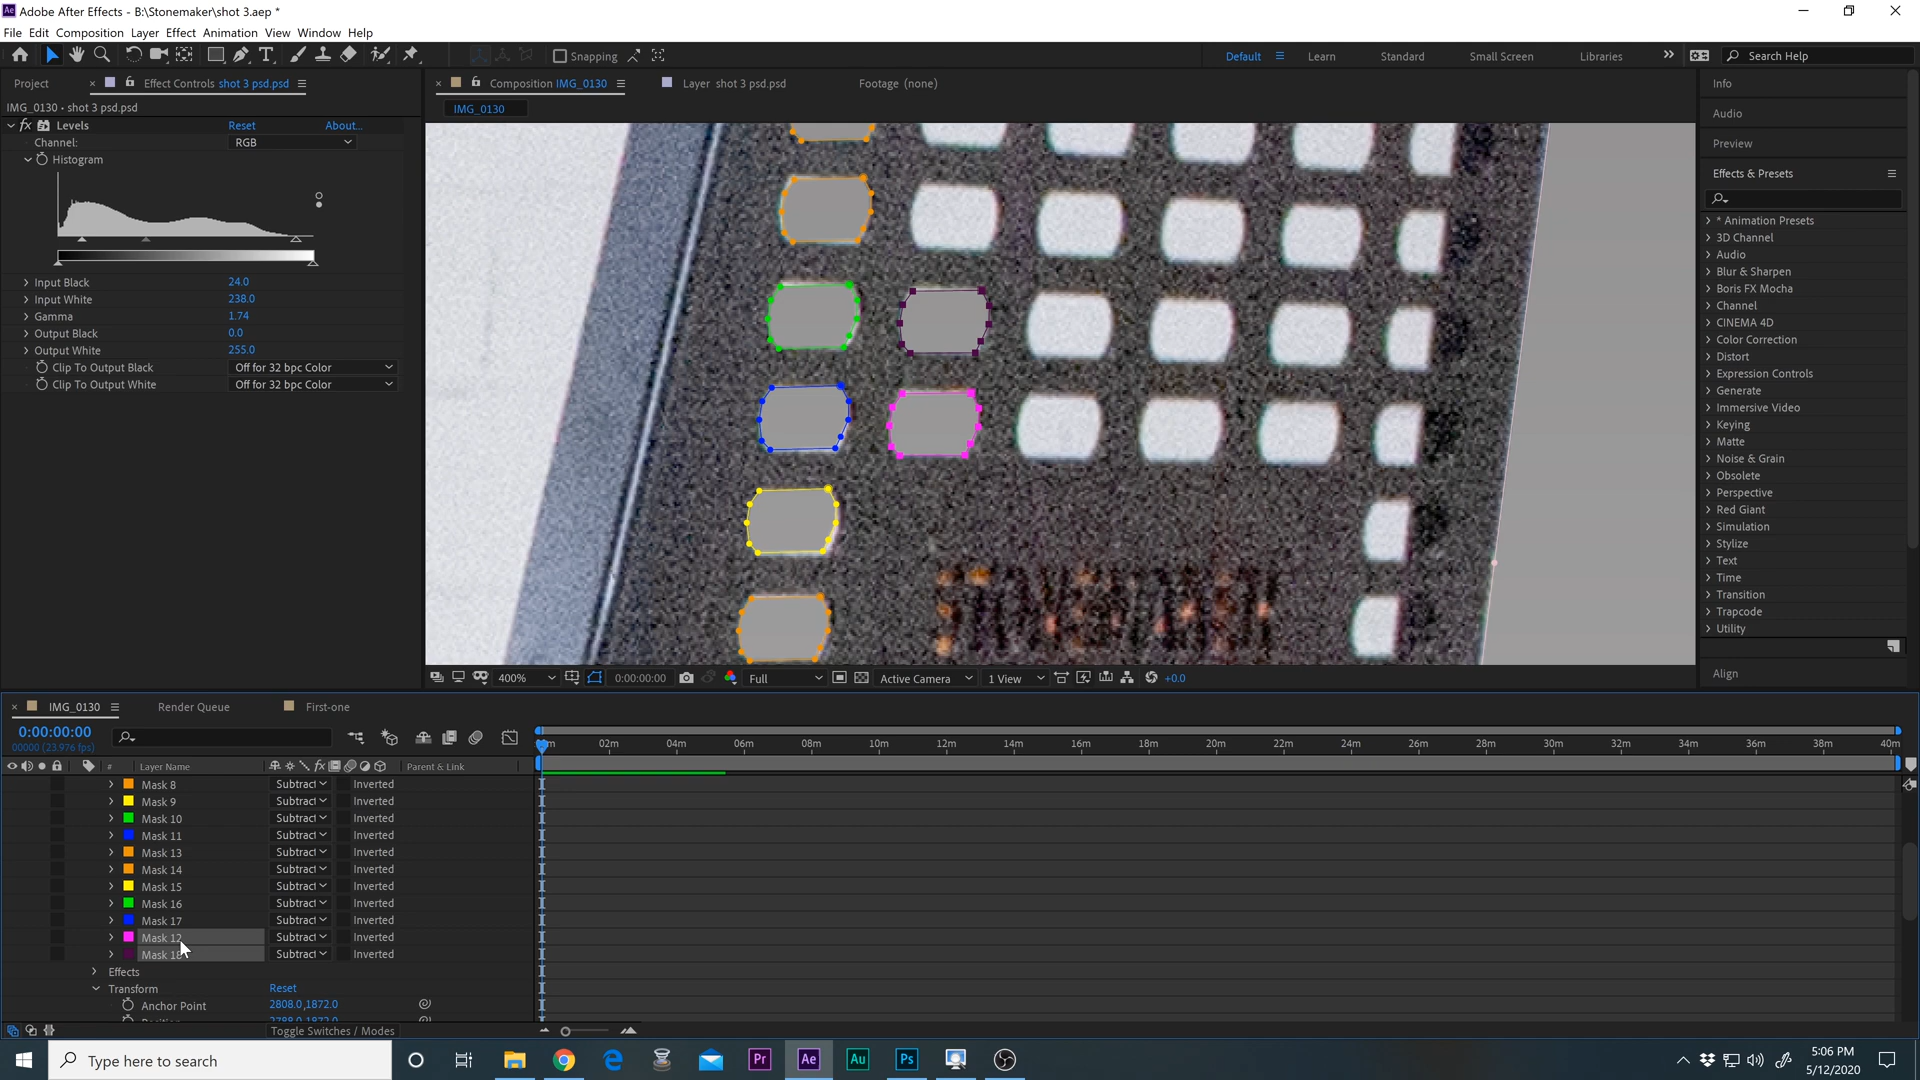 Adobe After Effects - B:\Stonemaker\shot 3.aep *
File Edit Composition Layer Effect Animation View Window Help
Snapping
Default Learn Standard Small Screen Libraries
Search Help
Project
Effect Controls shot 3 psd.psd
IMG_0130 • shot 3 psd.psd
fx Levels Reset About...
Channel: RGB
Histogram
Input Black 24.0
Input White 238.0
Gamma 1.74
Output Black 0.0
Output White 255.0
Clip To Output Black Off for 32 bpc Color
Clip To Output White Off for 32 bpc Color
Composition IMG_0130
Layer shot 3 psd.psd
Footage (none)
IMG_0130
400% 0:00:00:00 Full Active Camera 1 View +0.0
Info
Audio
Preview
Effects & Presets
* Animation Presets
3D Channel
Audio
Blur & Sharpen
Boris FX Mocha
Channel
CINEMA 4D
Color Correction
Distort
Expression Controls
Generate
Immersive Video
Keying
Matte
Noise & Grain
Obsolete
Perspective
Red Giant
Simulation
Stylize
Text
Time
Transition
Trapcode
Utility
Align
IMG_0130 Render Queue First-one
0:00:00:00
00000 (23.976 fps)
02m 04m 06m 08m 10m 12m 14m 16m 18m 20m 22m 24m 26m 28m 30m 32m 34m 36m 38m 40m
# Layer Name fx Parent & Link
Mask 8 Subtract Inverted
Mask 9 Subtract Inverted
Mask 10 Subtract Inverted
Mask 11 Subtract Inverted
Mask 13 Subtract Inverted
Mask 14 Subtract Inverted
Mask 15 Subtract Inverted
Mask 16 Subtract Inverted
Mask 17 Subtract Inverted
Mask 12 Subtract Inverted
Mask 18 Subtract Inverted
Effects
Transform Reset
Anchor Point 2808.0,1872.0
Toggle Switches / Modes
Type here to search
Pr Ae Au Ps
5:06 PM
5/12/2020